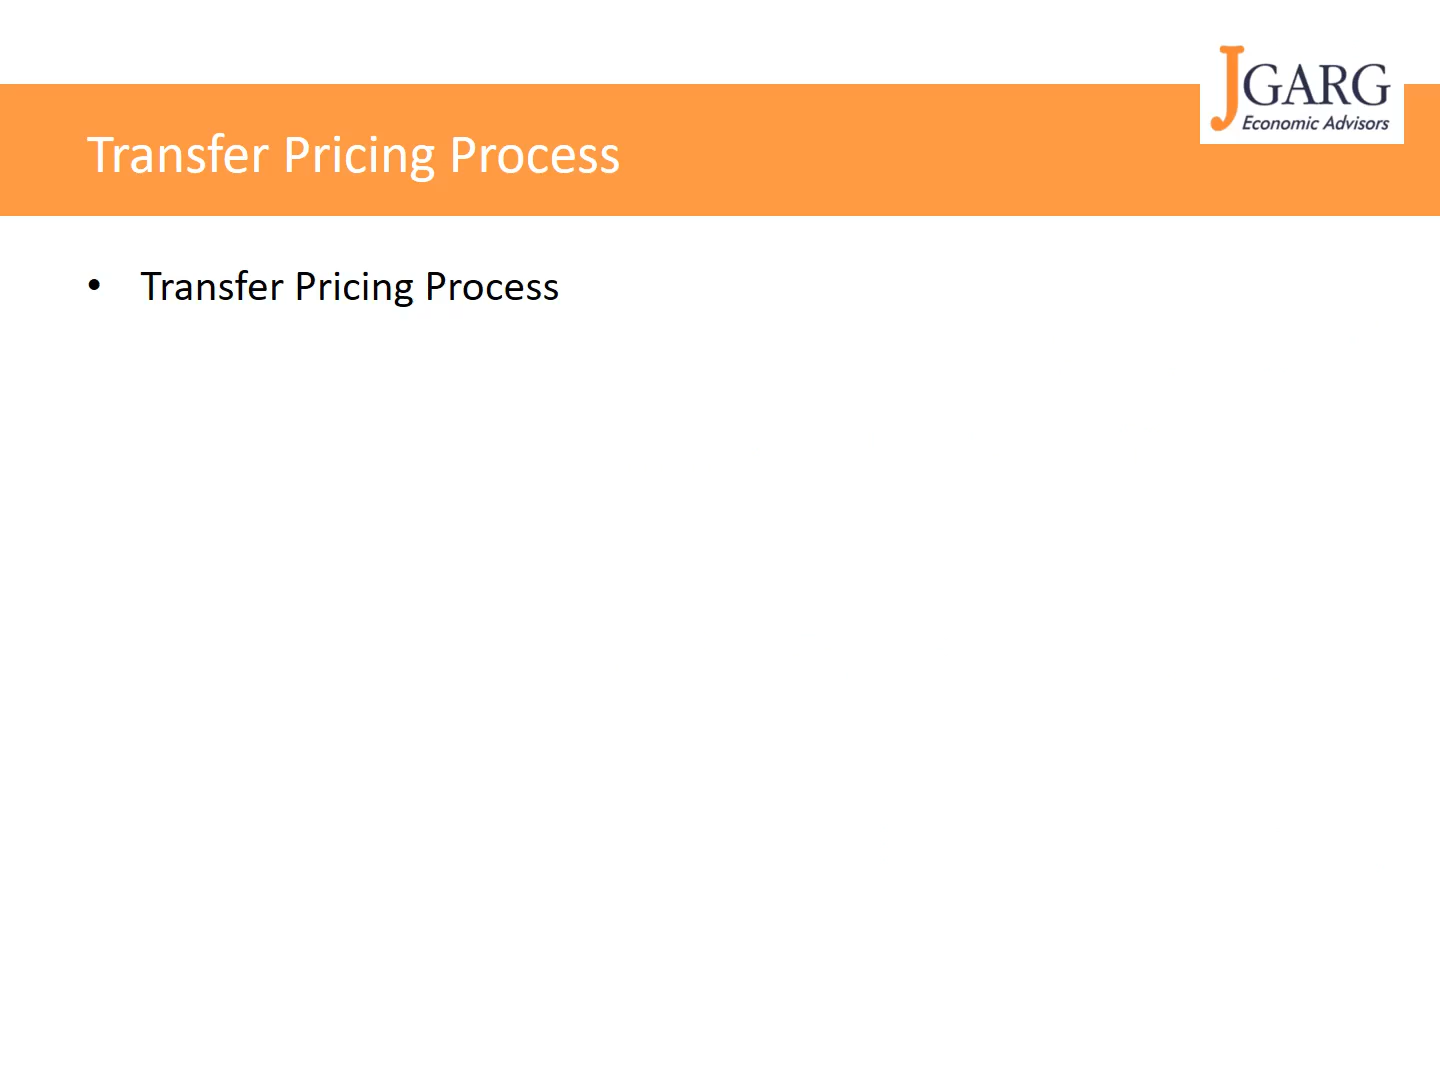 JGARG
Economic Advisors
Transfer Pricing Process
• Transfer Pricing Process